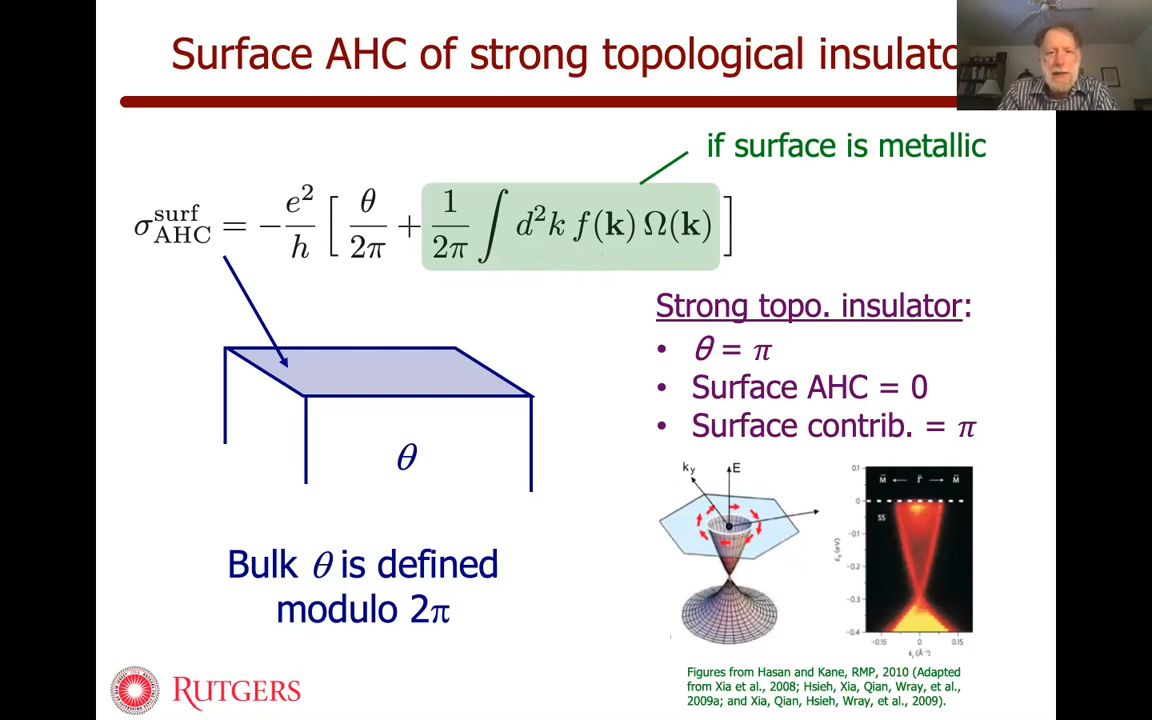 Surface AHC of strong topological insulato
if surface is metallic
σ_AHC^surf = −e²/h [ θ/2π + 1/2π ∫ d²k f(k) Ω(k) ]
Strong topo. insulator:
• θ = π
• Surface AHC = 0
• Surface contrib. = π
θ
k_y
E
0.1
0
−0.1
−0.2
−0.3
−0.4
M̄ ← Γ̄ → M̄
SS
E_B (eV)
−0.15 0 0.15
Bulk θ is defined
modulo 2π
RUTGERS
Figures from Hasan and Kane, RMP, 2010 (Adapted
from Xia et al., 2008; Hsieh, Xia, Qian, Wray, et al.,
2009a; and Xia, Qian, Hsieh, Wray, et al., 2009).